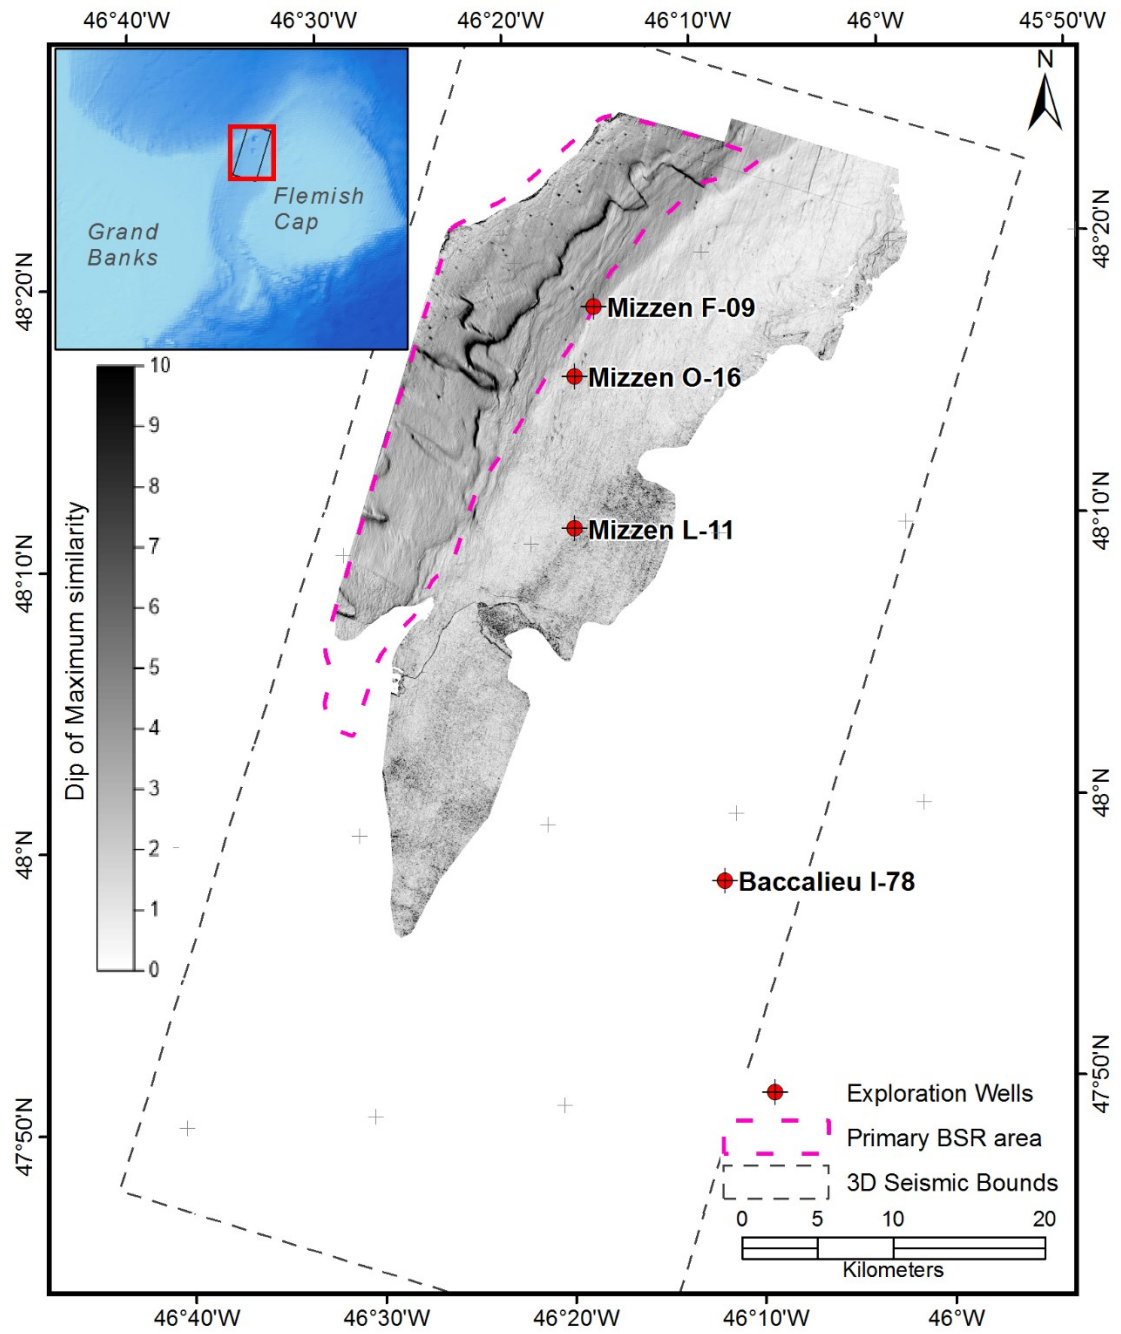 46°40'W 46°30'W 46°20'W 46°10'W 46°W 45°50'W
N
Grand
Banks
Flemish
Cap
48°20'N
48°10'N
48°N
47°50'N
48°20'N
48°10'N
48°N
47°50'N
Dip of Maximum similarity
10
9
8
7
6
5
4
3
2
1
0
Mizzen F-09
Mizzen O-16
Mizzen L-11
Baccalieu I-78
Exploration Wells
Primary BSR area
3D Seismic Bounds
0 5 10 20
Kilometers
46°40'W 46°30'W 46°20'W 46°10'W 46°W